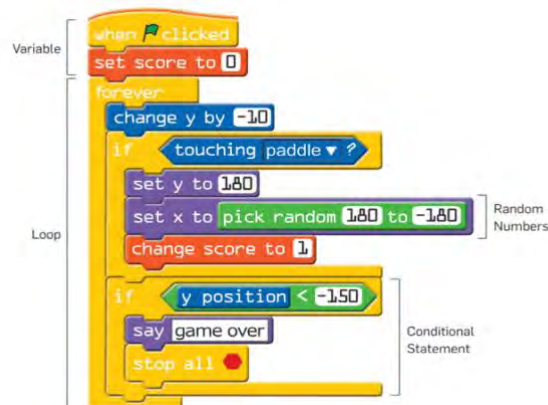 when clicked
Variable
set score to 0
forever
change y by -10
if touching paddle ?
set y to 180
set x to pick random 180 to -180
Random
Numbers
Loop
change score to 1
if y position < -150
say game over
Conditional
Statement
stop all